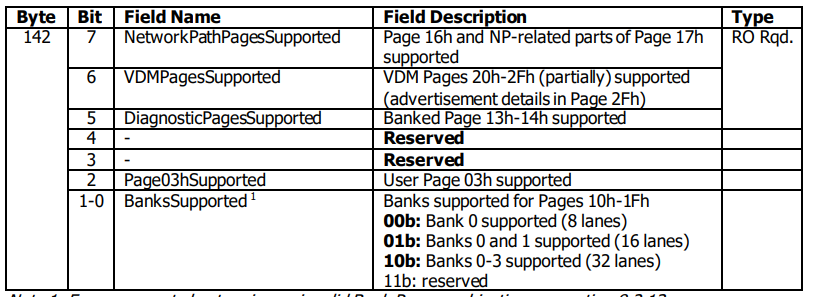 Byte Bit Field Name Field Description Type
142 7 NetworkPathPagesSupported Page 16h and NP-related parts of Page 17h RO Rqd.
supported
6 VDMPagesSupported VDM Pages 20h-2Fh (partially) supported
(advertisement details in Page 2Fh)
5 DiagnosticPagesSupported Banked Page 13h-14h supported
4 - Reserved
3 - Reserved
2 Page03hSupported User Page 03h supported
1-0 BanksSupported 1 Banks supported for Pages 10h-1Fh
00b: Bank 0 supported (8 lanes)
01b: Banks 0 and 1 supported (16 lanes)
10b: Banks 0-3 supported (32 lanes)
11b: reserved